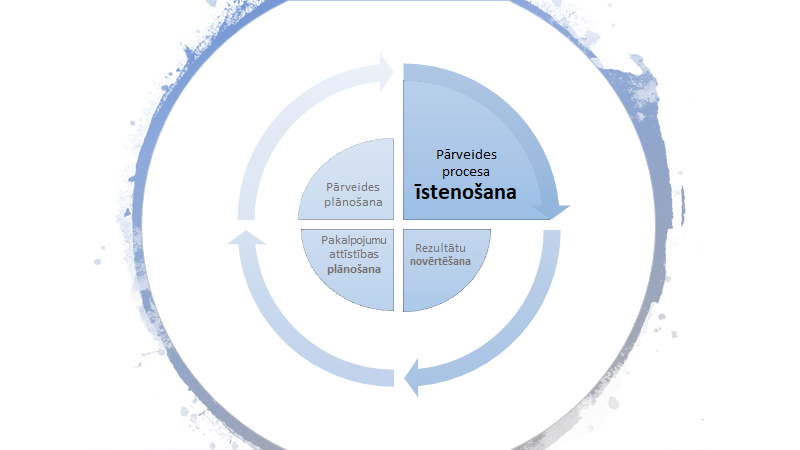 Pārveides
procesa
īstenošana
Pārveides
plānošana
Pakalpojumu
attīstības
plānošana
Rezultātu
novērtēšana